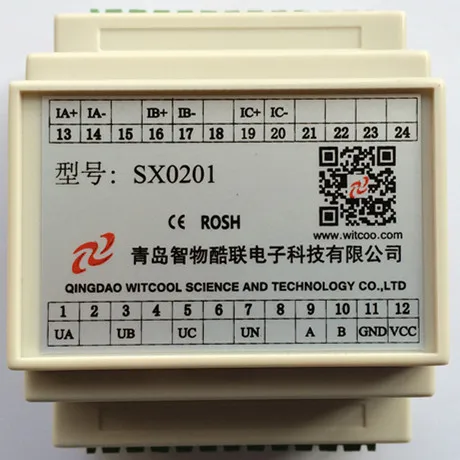 IA+ IA- IB+ IB- IC+ IC-
13 14 15 16 17 18 19 20 21 22 23 24
型号: SX0201
CE ROSH
www.witcoo.com
青岛智物酷联电子科技有限公司
QINGDAO WITCOOL SCIENCE AND TECHNOLOGY CO.,LTD
1 2 3 4 5 6 7 8 9 10 11 12
UA UB UC UN A B GND VCC